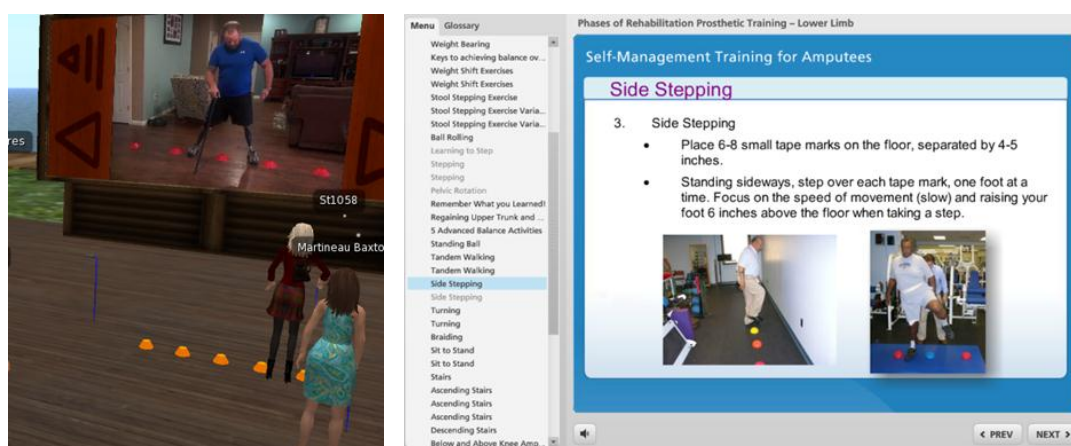 res
St1058
Martineau Baxto
Menu Glossary
Weight Bearing
Keys to achieving balance ov...
Weight Shift Exercises
Weight Shift Exercises
Stool Stepping Exercise
Stool Stepping Exercise Varia...
Stool Stepping Exercise Varia...
Ball Rolling
Learning to Step
Stepping
Stepping
Pelvic Rotation
Remember What you Learned!
Regaining Upper Trunk and ...
5 Advanced Balance Activities
Standing Ball
Tandem Walking
Tandem Walking
Side Stepping
Side Stepping
Turning
Turning
Braiding
Sit to Stand
Sit to Stand
Stairs
Ascending Stairs
Ascending Stairs
Ascending Stairs
Descending Stairs
Below and Above Knee Amp...
Phases of Rehabilitation Prosthetic Training – Lower Limb
Self-Management Training for Amputees
Side Stepping
3. Side Stepping
• Place 6-8 small tape marks on the floor, separated by 4-5
inches.
• Standing sideways, step over each tape mark, one foot at a
time. Focus on the speed of movement (slow) and raising your
foot 6 inches above the floor when taking a step.
< PREV NEXT >